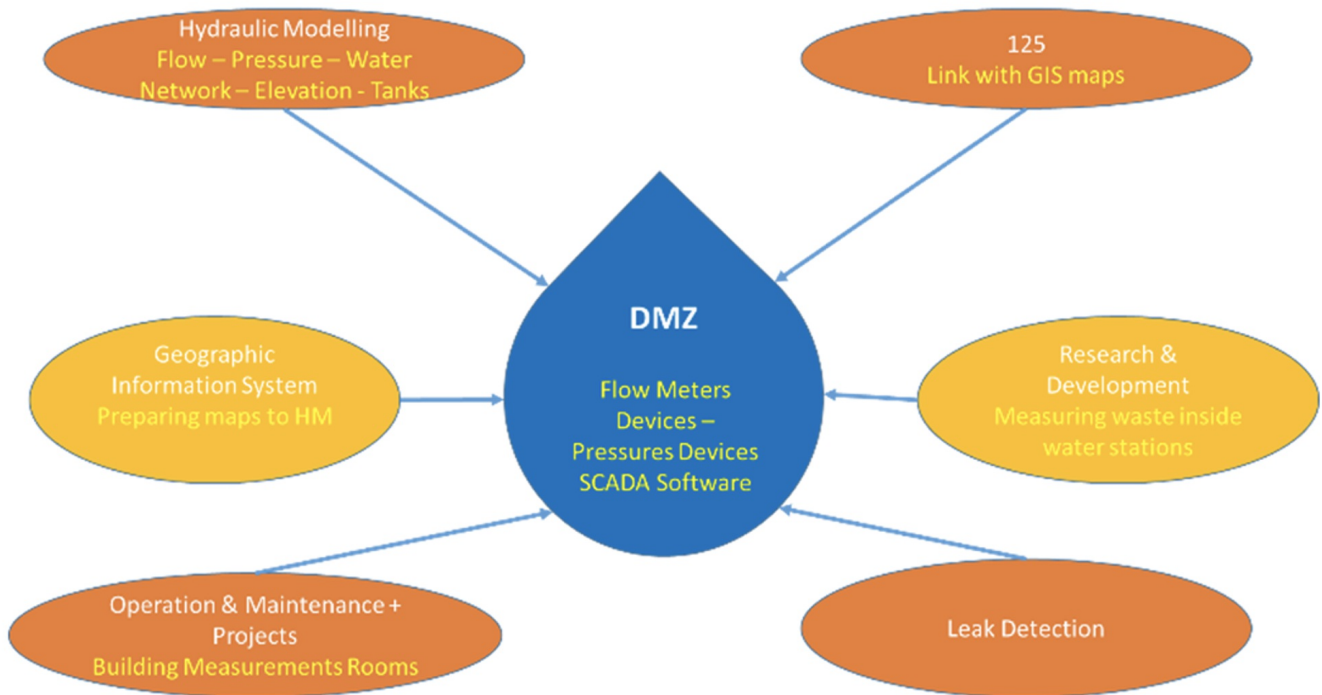 Hydraulic Modelling
Flow – Pressure – Water
Network – Elevation - Tanks
125
Link with GIS maps
DMZ
Flow Meters
Devices –
Pressures Devices
SCADA Software
Geographic
Information System
Preparing maps to HM
Research &
Development
Measuring waste inside
water stations
Operation & Maintenance +
Projects
Building Measurements Rooms
Leak Detection